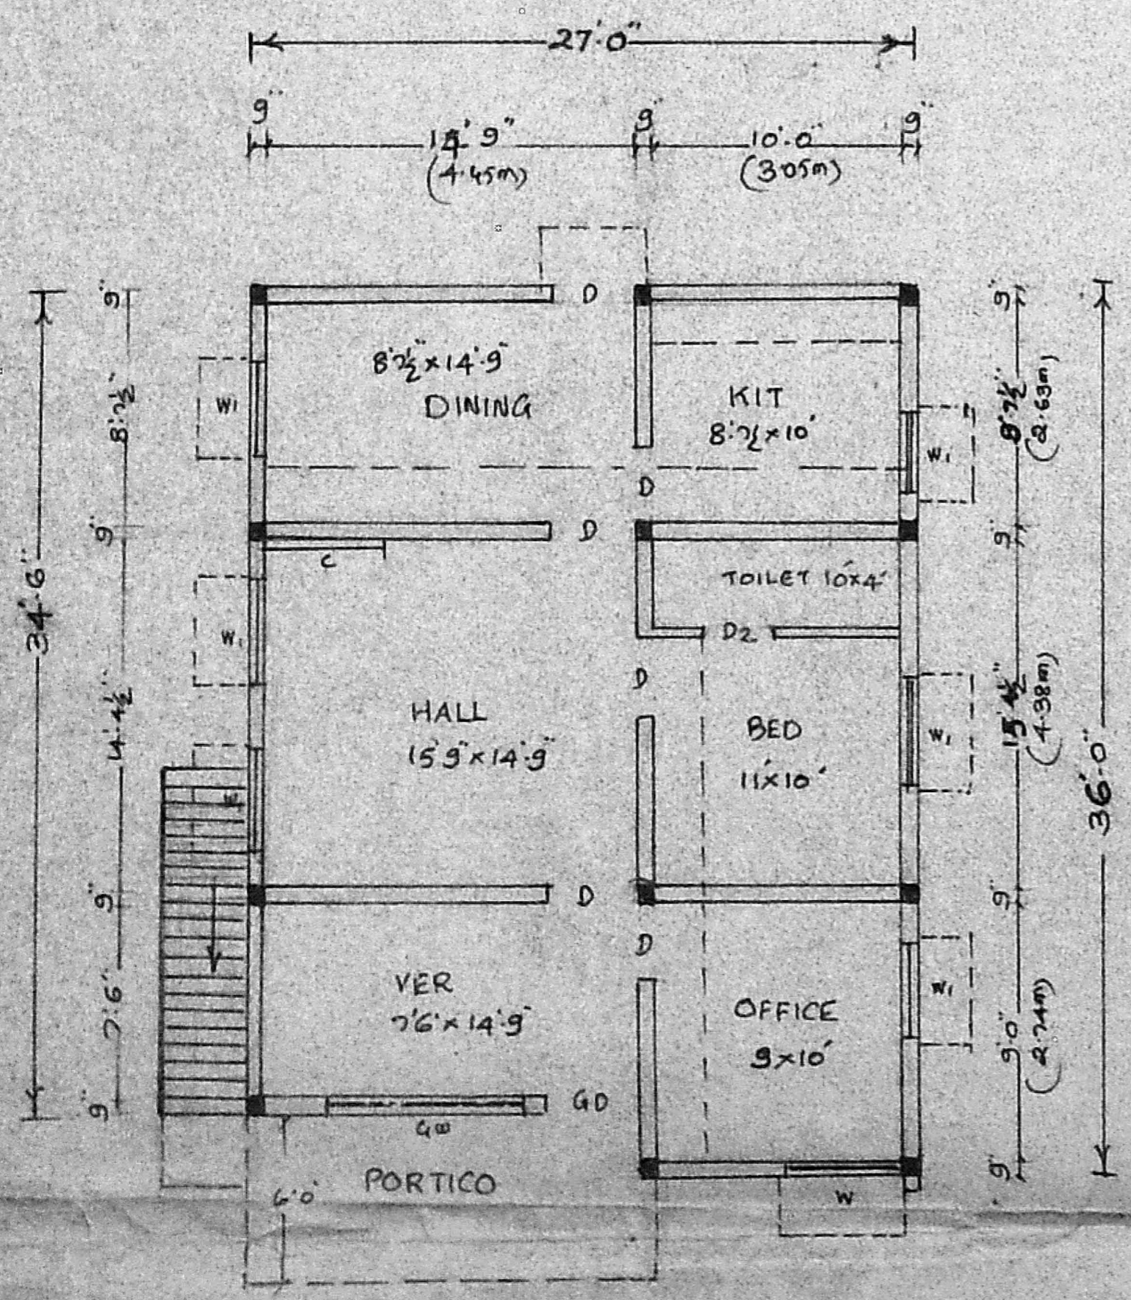 27'-0"
9" 14' 9" 9" 10'-0" 9"
(4.45m) (3.05m)
D
9" 9"
8'7½"x14'-9"
DINING
KIT
8'-7½x10'
W1
W1
8'-7½"
8'-7½"
(2.63m)
D
9" D 9"
C
TOILET 10'x4'
D2
W1
D
HALL
15'9"x14'-9"
BED
11'x10'
W1
34'-6"
14'-4½"
15'4½"
(4.38m)
36'-0"
9" D 9"
D
VER
7'6"x14'-9"
OFFICE
9x10'
W1
7'6"
9'-0"
(2.74m)
9" GD
GW
PORTICO
6'-0"
W
9"